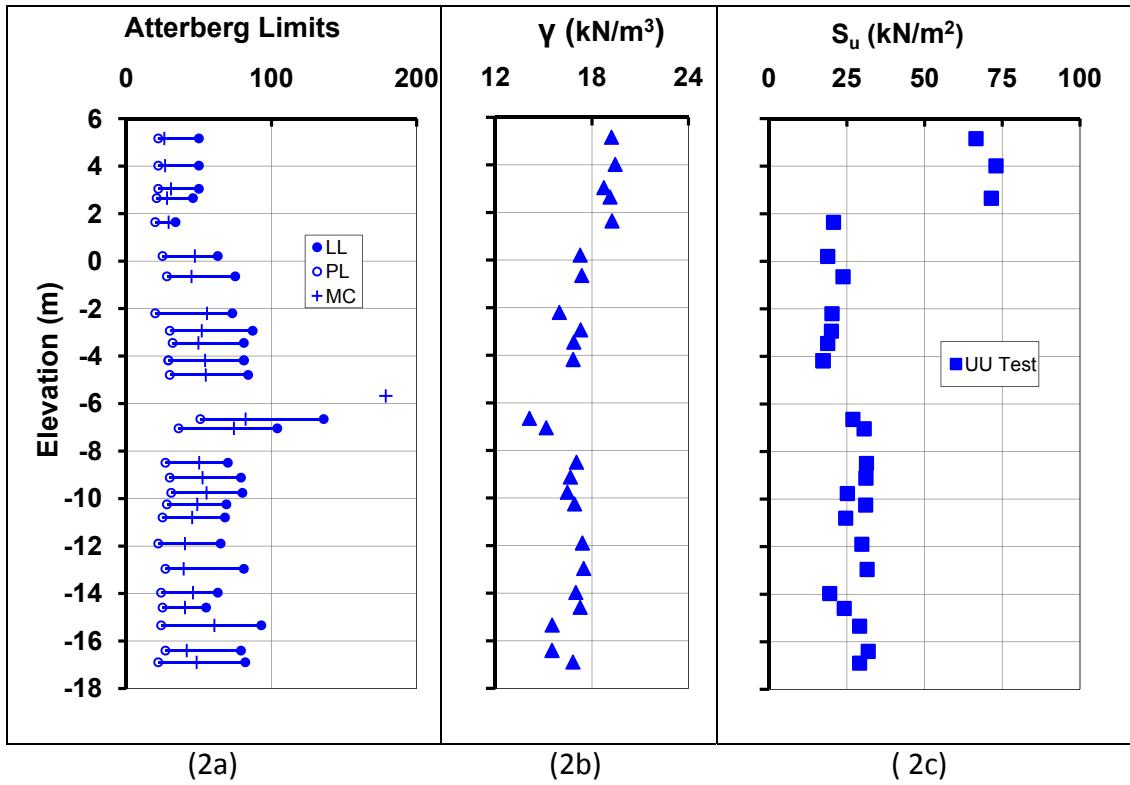 Atterberg Limits
0 100 200
6
4
2
0
-2
-4
-6
-8
-10
-12
-14
-16
-18
Elevation (m)
LL
PL
MC
(2a)
γ (kN/m³)
12 18 24
(2b)
Sᵤ (kN/m²)
0 25 50 75 100
UU Test
( 2c)